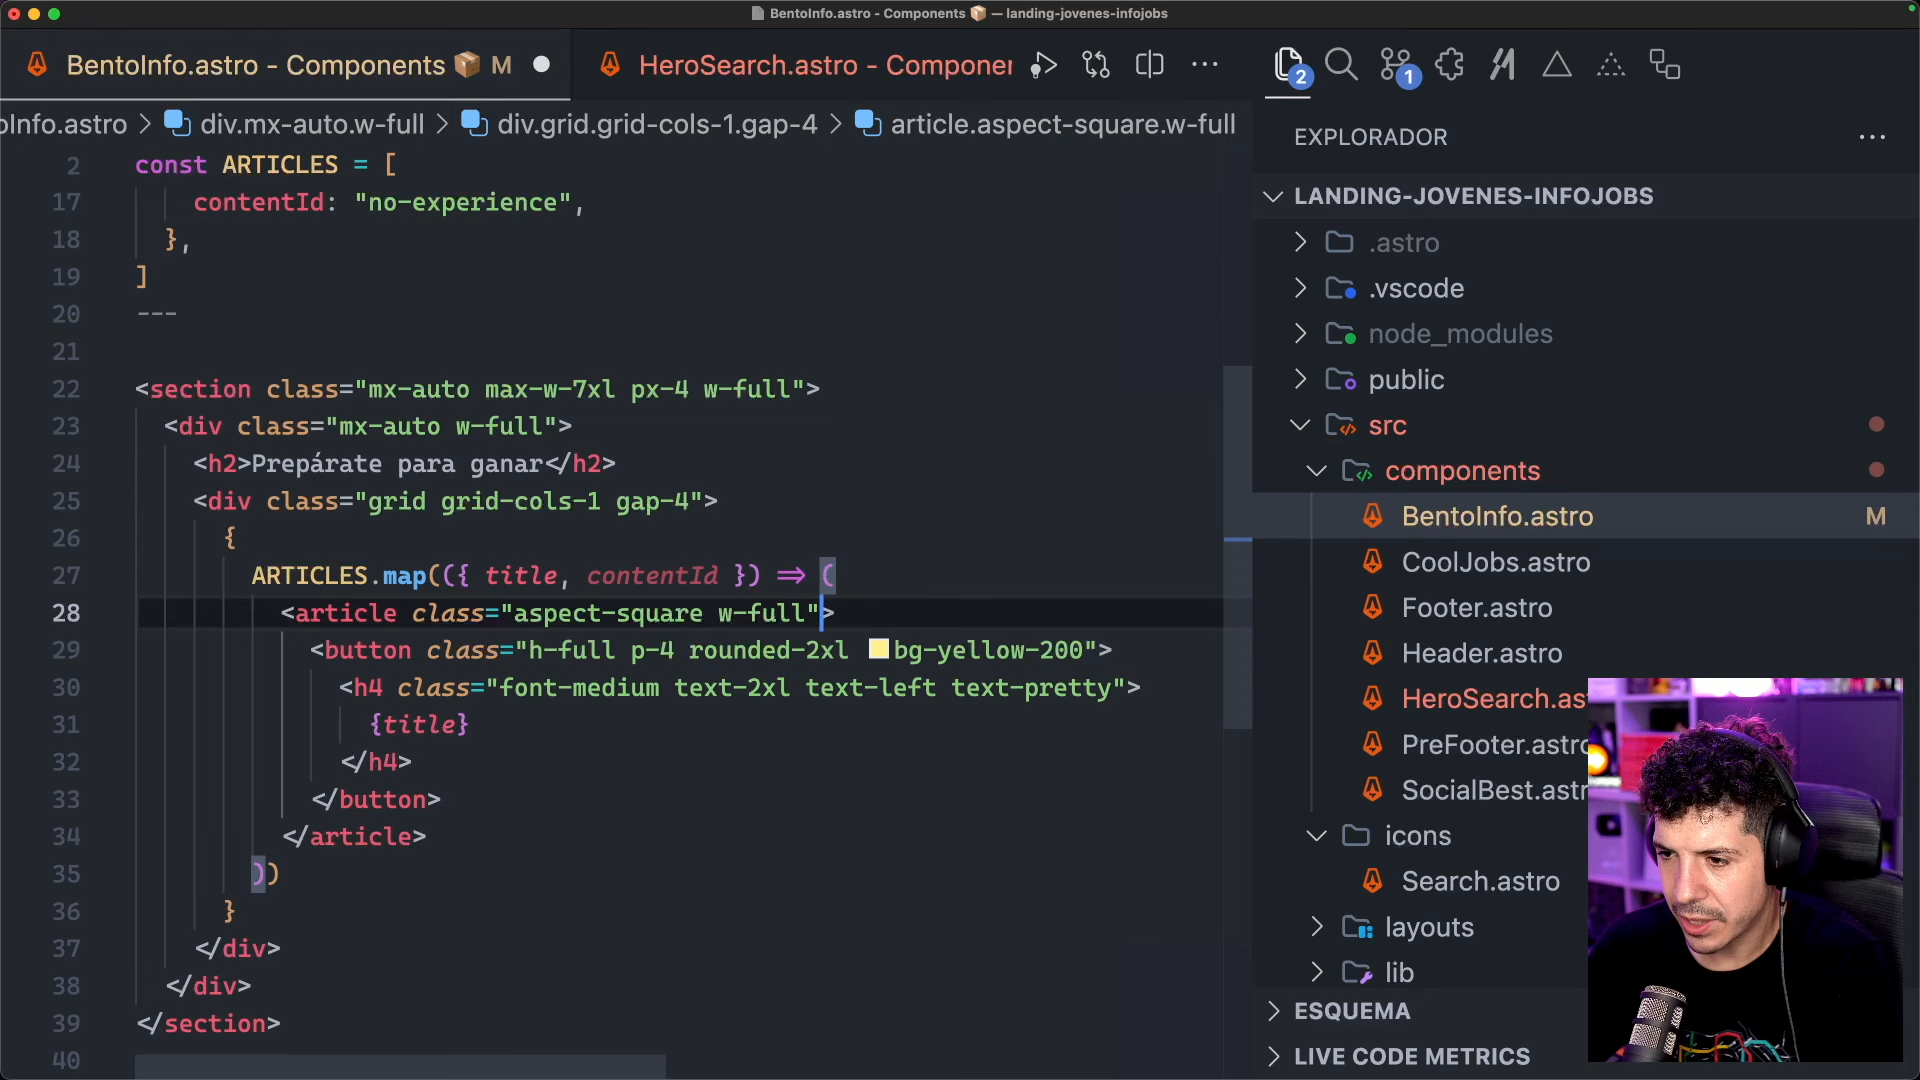 BentoInfo.astro - Components 📦 — landing-jovenes-infojobs
BentoInfo.astro - Components 📦 M
HeroSearch.astro - Componen
2
1
Info.astro > div.mx-auto.w-full > div.grid.grid-cols-1.gap-4 > article.aspect-square.w-full
2 const ARTICLES = [
17 contentId: "no-experience",
18 },
19 ]
20 ---
21
22 <section class="mx-auto max-w-7xl px-4 w-full">
23 <div class="mx-auto w-full">
24 <h2>Prepárate para ganar</h2>
25 <div class="grid grid-cols-1 gap-4">
26 {
27 ARTICLES.map(({ title, contentId }) => (
28 <article class="aspect-square w-full">
29 <button class="h-full p-4 rounded-2xl bg-yellow-200">
30 <h4 class="font-medium text-2xl text-left text-pretty">
31 {title}
32 </h4>
33 </button>
34 </article>
35 ))
36 }
37 </div>
38 </div>
39 </section>
40
EXPLORADOR
LANDING-JOVENES-INFOJOBS
.astro
.vscode
node_modules
public
src
components
BentoInfo.astro M
CoolJobs.astro
Footer.astro
Header.astro
HeroSearch.ast
PreFooter.astro
SocialBest.astr
icons
Search.astro
layouts
lib
ESQUEMA
LIVE CODE METRICS